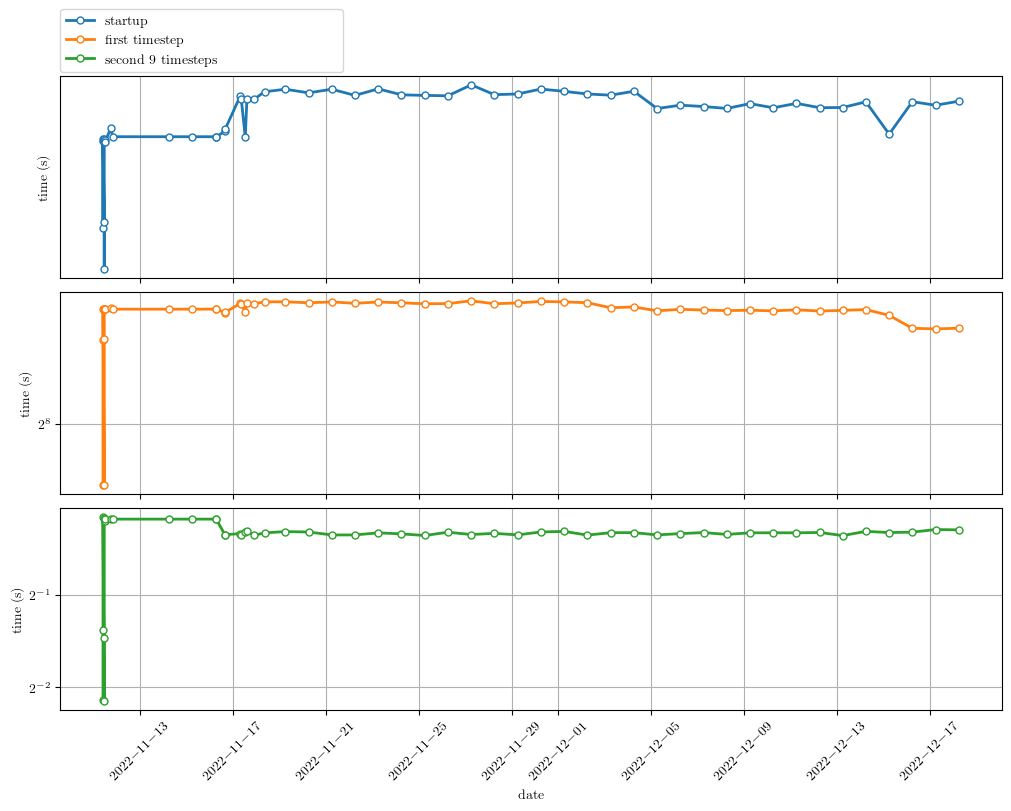 startup
first timestep
second 9 timesteps
time (s)
time (s)
2^8
time (s)
2^{-1}
2^{-2}
2022-11-13
2022-11-17
2022-11-21
2022-11-25
2022-11-29
2022-12-01
2022-12-05
2022-12-09
2022-12-13
2022-12-17
date